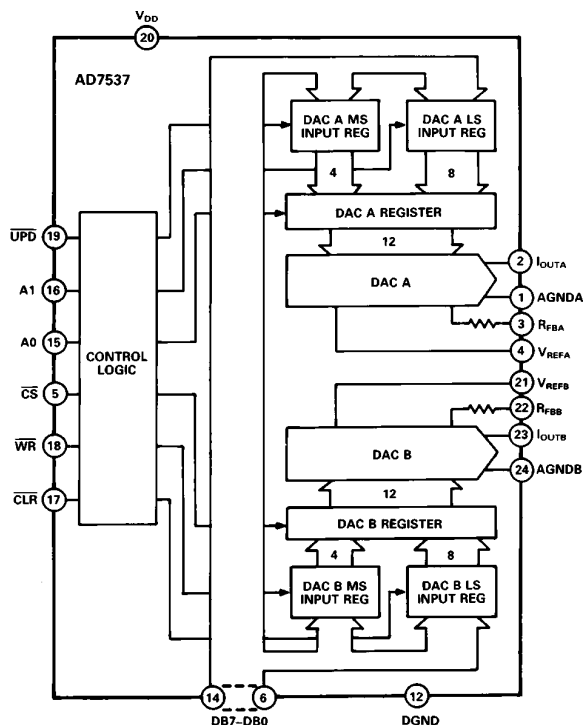 VDD
20
AD7537
DAC A MS
INPUT REG
DAC A LS
INPUT REG
4
8
DAC A REGISTER
12
DAC A
2 IOUTA
1 AGNDA
3 RFBA
4 VREFA
UPD 19
A1 16
A0 15
CS 5
WR 18
CLR 17
CONTROL
LOGIC
21 VREFB
22 RFBB
23 IOUTB
24 AGNDB
DAC B
12
DAC B REGISTER
4
8
DAC B MS
INPUT REG
DAC B LS
INPUT REG
14
6
12
DB7–DB0
DGND